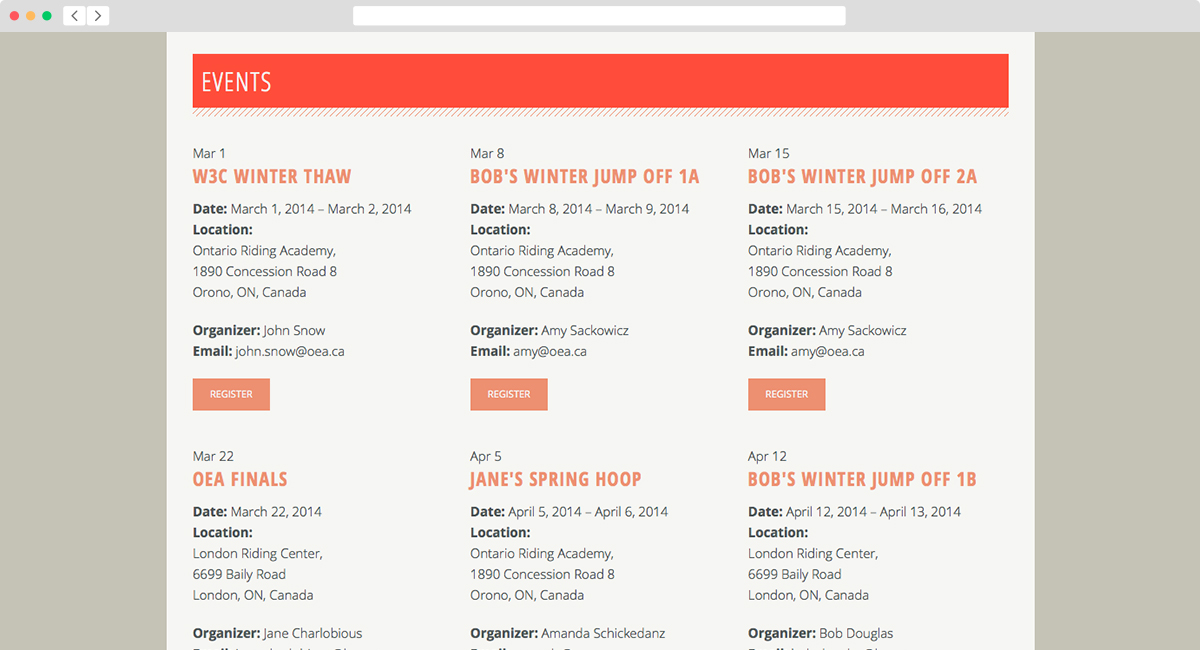 EVENTS
Mar 1
W3C WINTER THAW
Date: March 1, 2014 – March 2, 2014
Location:
Ontario Riding Academy,
1890 Concession Road 8
Orono, ON, Canada
Organizer: John Snow
Email: john.snow@oea.ca
REGISTER
Mar 8
BOB'S WINTER JUMP OFF 1A
Date: March 8, 2014 – March 9, 2014
Location:
Ontario Riding Academy,
1890 Concession Road 8
Orono, ON, Canada
Organizer: Amy Sackowicz
Email: amy@oea.ca
REGISTER
Mar 15
BOB'S WINTER JUMP OFF 2A
Date: March 15, 2014 – March 16, 2014
Location:
Ontario Riding Academy,
1890 Concession Road 8
Orono, ON, Canada
Organizer: Amy Sackowicz
Email: amy@oea.ca
REGISTER
Mar 22
OEA FINALS
Date: March 22, 2014
Location:
London Riding Center,
6699 Baily Road
London, ON, Canada
Organizer: Jane Charlobious
Apr 5
JANE'S SPRING HOOP
Date: April 5, 2014 – April 6, 2014
Location:
Ontario Riding Academy,
1890 Concession Road 8
Orono, ON, Canada
Organizer: Amanda Schickedanz
Apr 12
BOB'S WINTER JUMP OFF 1B
Date: April 12, 2014 – April 13, 2014
Location:
London Riding Center,
6699 Baily Road
London, ON, Canada
Organizer: Bob Douglas